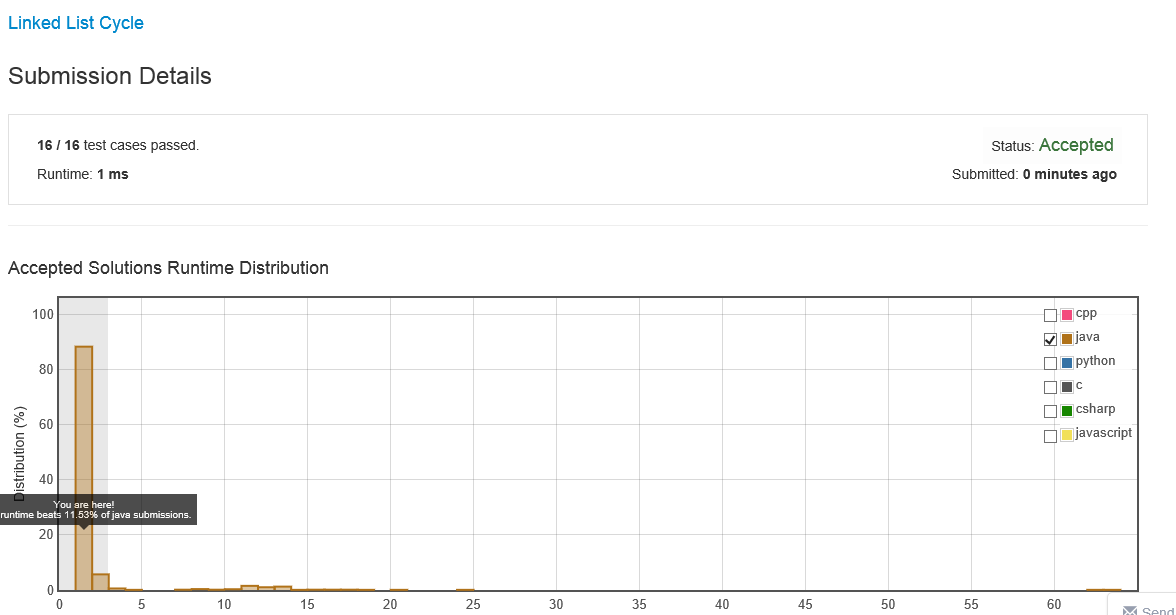 Linked List Cycle
Submission Details
16 / 16 test cases passed.
Status: Accepted
Runtime: 1 ms
Submitted: 0 minutes ago
Accepted Solutions Runtime Distribution
Distribution (%)
100
80
60
40
20
0
You are here!
runtime beats 11.53% of java submissions.
cpp
java
python
c
csharp
javascript
0 5 10 15 20 25 30 35 40 45 50 55 60
Send